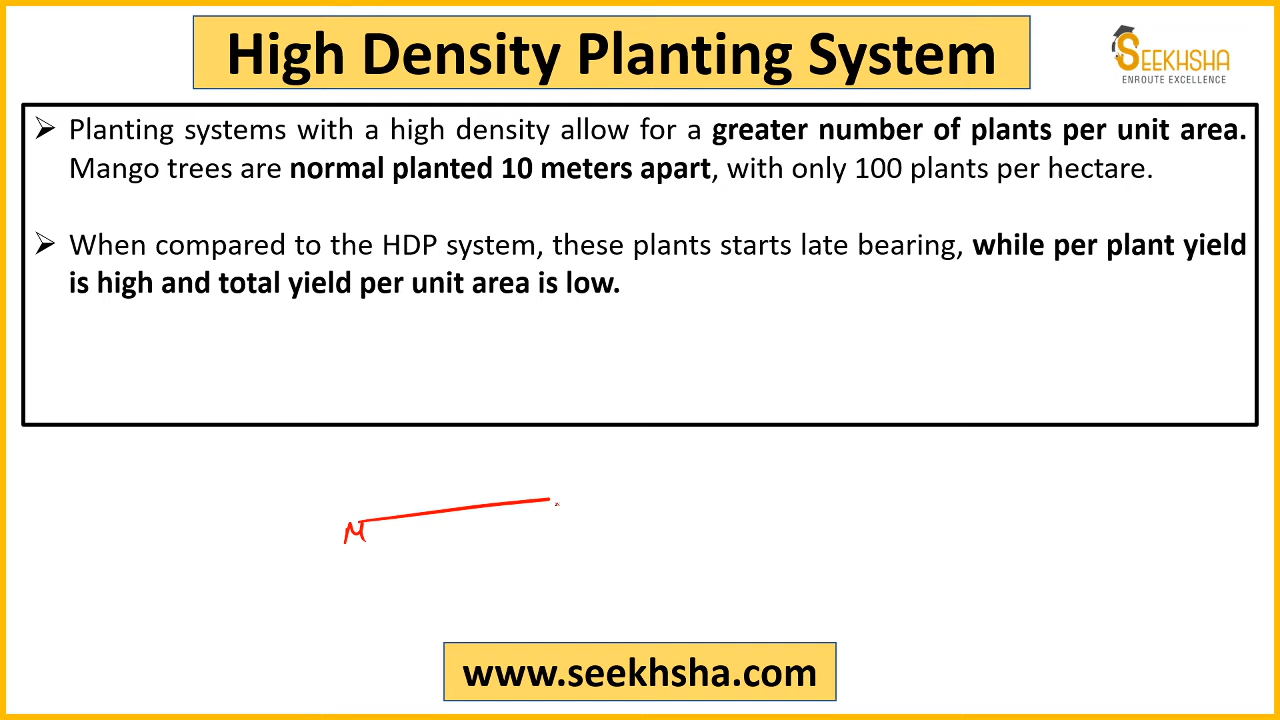 High Density Planting System
SEEKHSHA
ENROUTE EXCELLENCE
➢ Planting systems with a high density allow for a greater number of plants per unit area.
Mango trees are normal planted 10 meters apart, with only 100 plants per hectare.
➢ When compared to the HDP system, these plants starts late bearing, while per plant yield
is high and total yield per unit area is low.
M
www.seekhsha.com